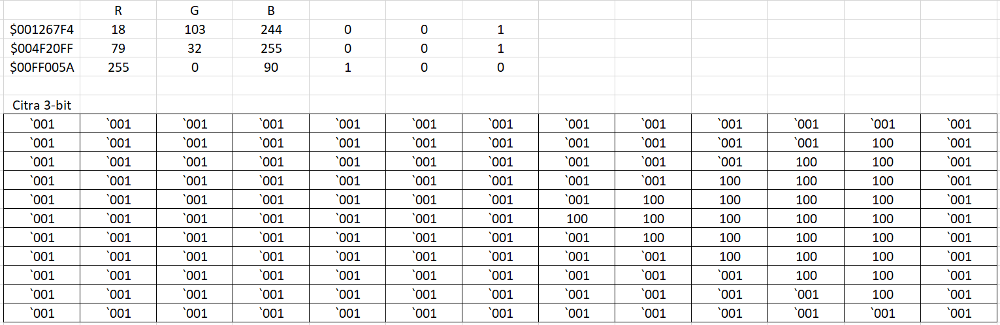 R G B
$001267F4 18 103 244 0 0 1
$004F20FF 79 32 255 0 0 1
$00FF005A 255 0 90 1 0 0
Citra 3-bit
`001 `001 `001 `001 `001 `001 `001 `001 `001 `001 `001 `001 `001
`001 `001 `001 `001 `001 `001 `001 `001 `001 `001 `001 100 `001
`001 `001 `001 `001 `001 `001 `001 `001 `001 `001 100 100 `001
`001 `001 `001 `001 `001 `001 `001 `001 `001 100 100 100 `001
`001 `001 `001 `001 `001 `001 `001 `001 100 100 100 100 `001
`001 `001 `001 `001 `001 `001 `001 100 100 100 100 100 `001
`001 `001 `001 `001 `001 `001 `001 `001 100 100 100 100 `001
`001 `001 `001 `001 `001 `001 `001 `001 `001 100 100 100 `001
`001 `001 `001 `001 `001 `001 `001 `001 `001 `001 100 100 `001
`001 `001 `001 `001 `001 `001 `001 `001 `001 `001 `001 100 `001
`001 `001 `001 `001 `001 `001 `001 `001 `001 `001 `001 `001 `001